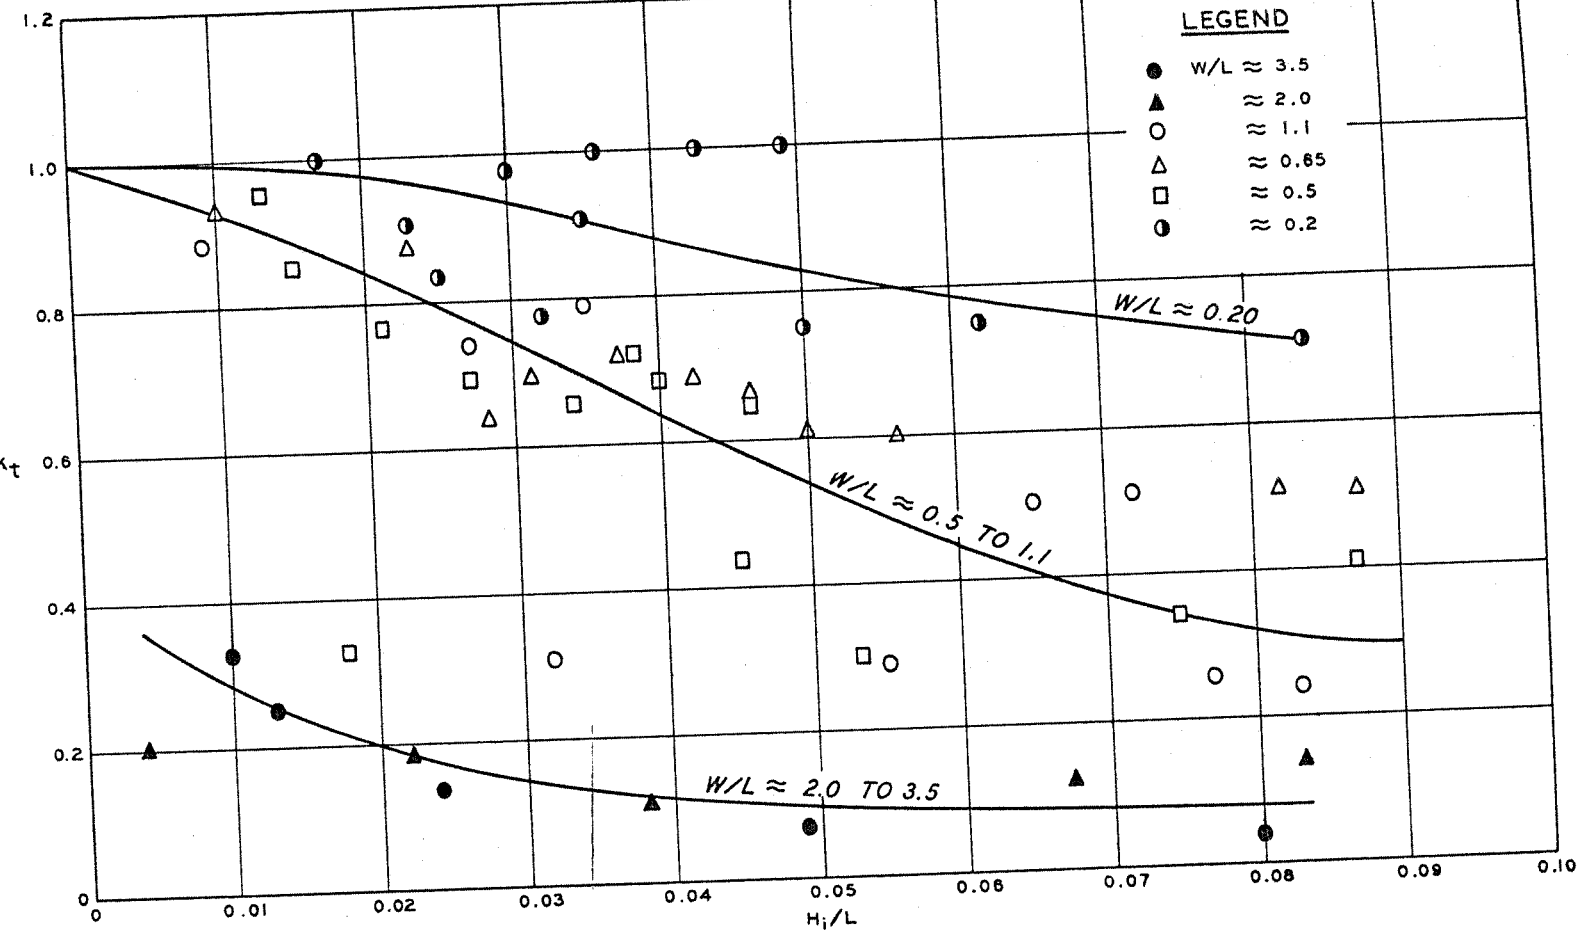 1.2
LEGEND
W/L ≈ 3.5
≈ 2.0
≈ 1.1
≈ 0.65
≈ 0.5
≈ 0.2
1.0
0.8
W/L ≈ 0.20
0.6
W/L ≈ 0.5 TO 1.1
0.4
0.2
W/L ≈ 2.0 TO 3.5
0
0 0.01 0.02 0.03 0.04 0.05 0.06 0.07 0.08 0.09 0.10
Hi/L